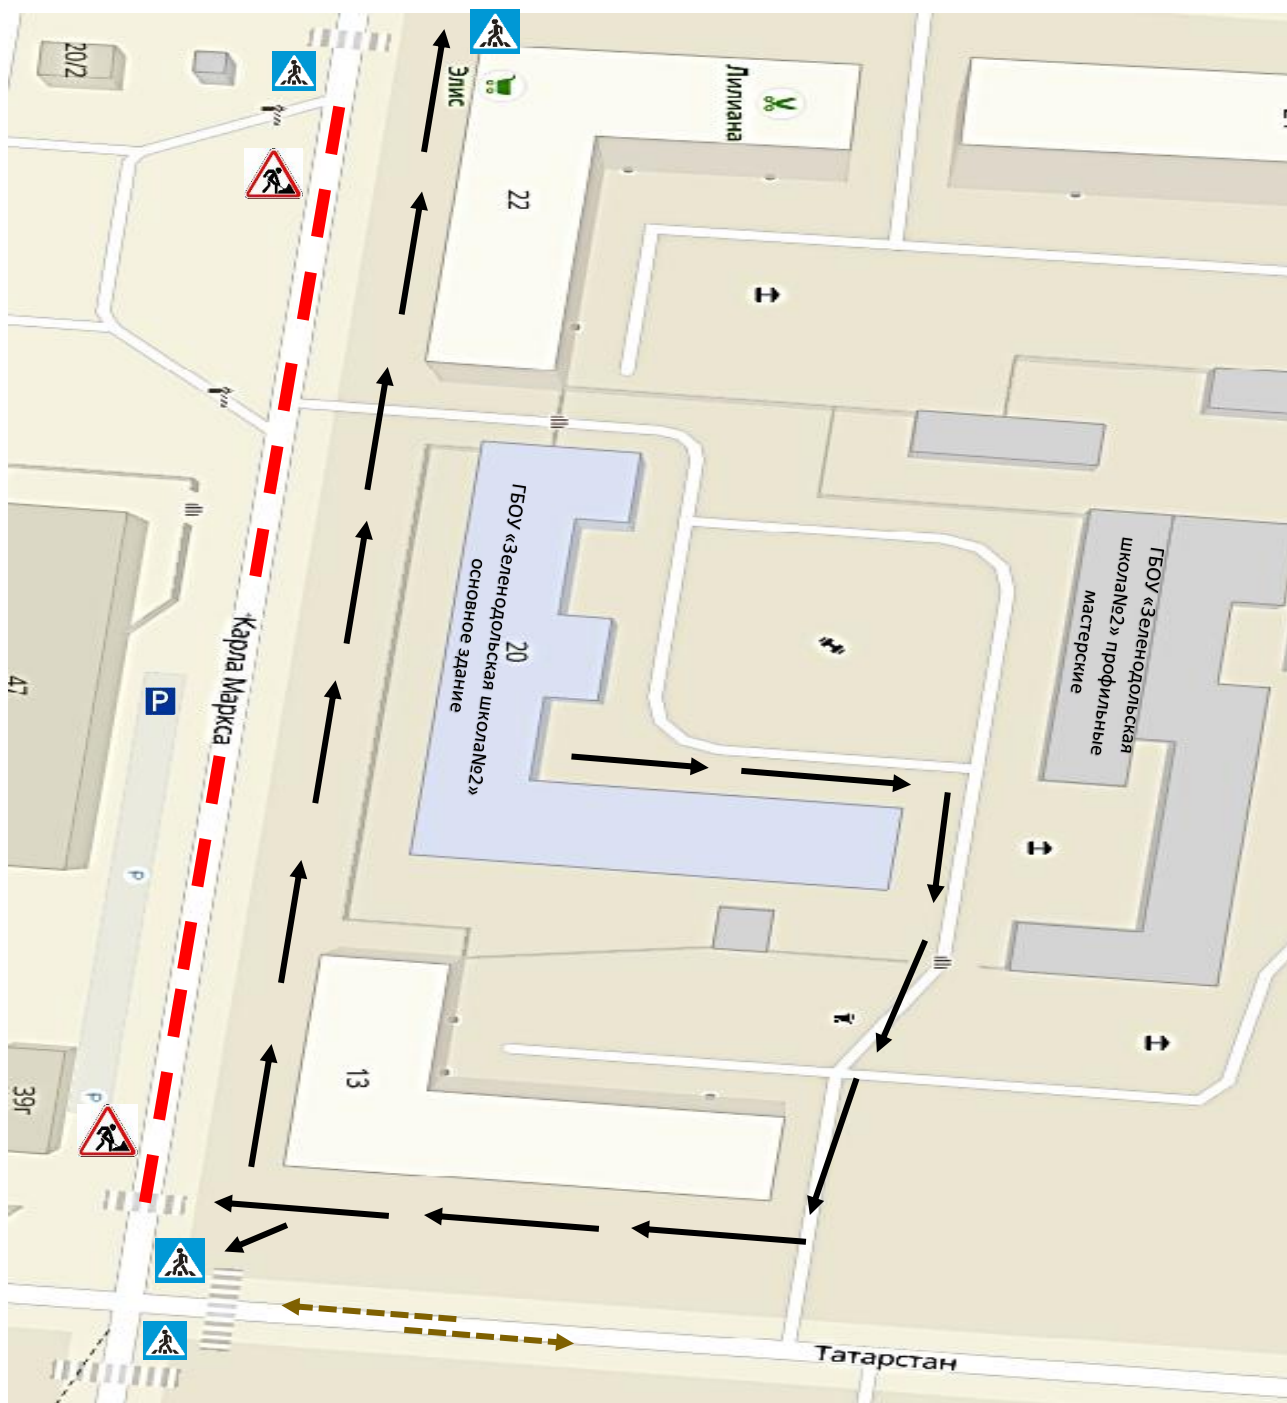 20/2
Элис
Лилиана
22
ГБОУ «Зеленодольская школа№2»
основное здание
20
ГБОУ «Зеленодольская
школа№2» профильные
мастерские
Карла Маркса
47
P
P
13
39г
P
Татарстан